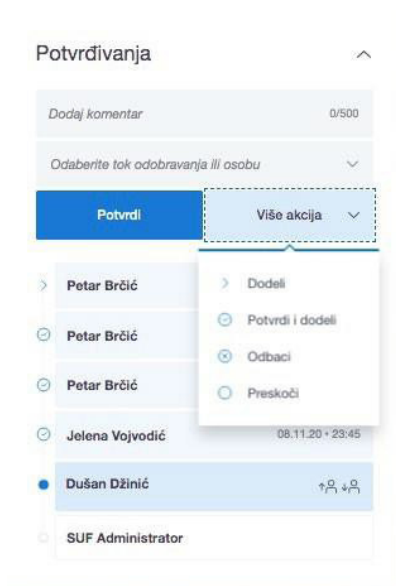 Potvrđivanja
Dodaj komentar 0/500
Odaberite tok odobravanja ili osobu
Potvrdi Više akcija
Petar Brčić Dodeli
Potvrdi i dodeli
Petar Brčić
Odbaci
Petar Brčić Preskoči
Jelena Vojvodić 08.11.20 • 23:45
Dušan Džinić
SUF Administrator